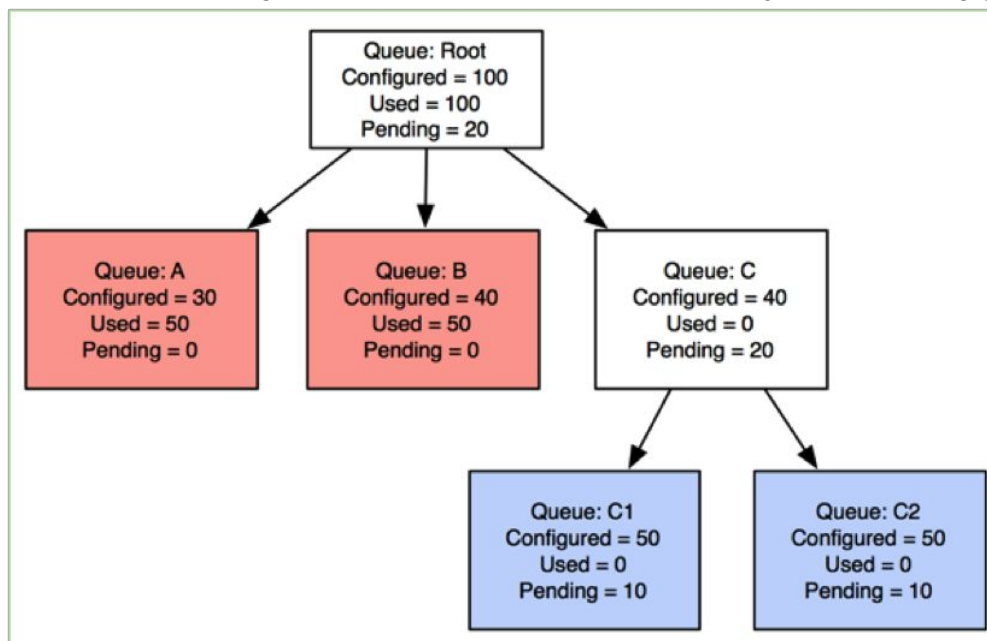 Queue: Root
Configured = 100
Used = 100
Pending = 20
Queue: A
Configured = 30
Used = 50
Pending = 0
Queue: B
Configured = 40
Used = 50
Pending = 0
Queue: C
Configured = 40
Used = 0
Pending = 20
Queue: C1
Configured = 50
Used = 0
Pending = 10
Queue: C2
Configured = 50
Used = 0
Pending = 10